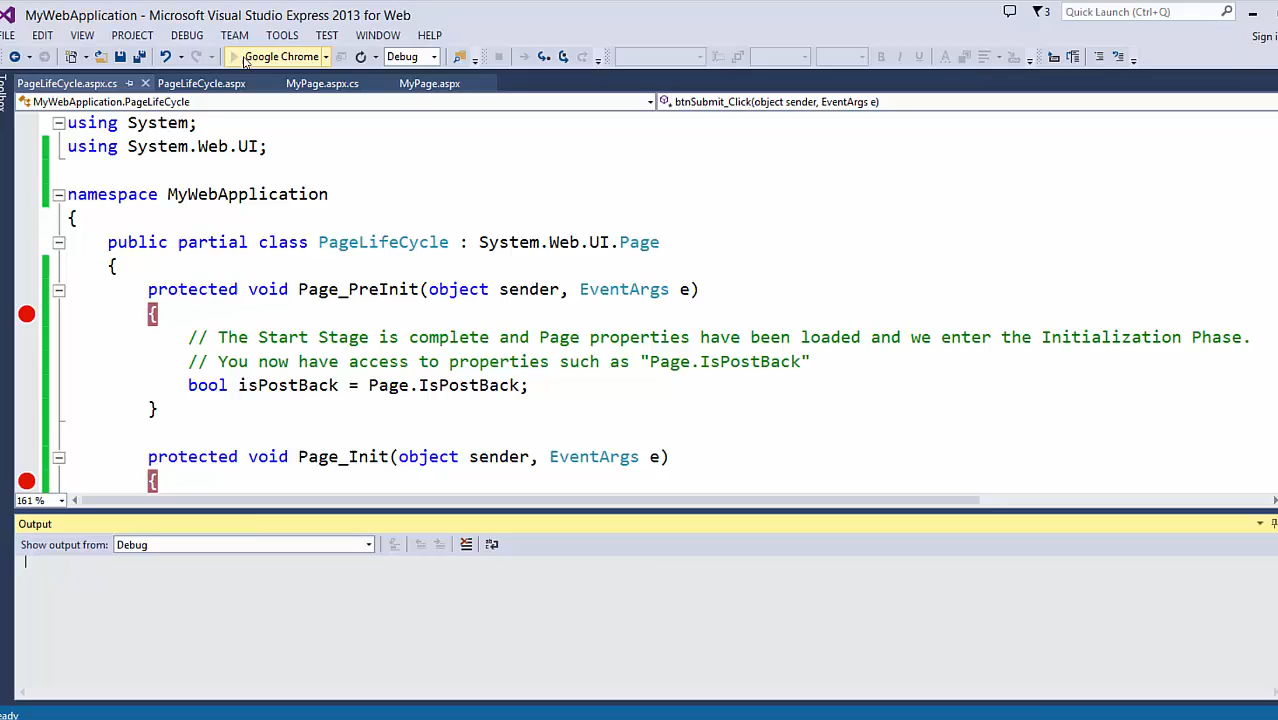 MyWebApplication - Microsoft Visual Studio Express 2013 for Web
3
Quick Launch (Ctrl+Q)
FILE EDIT VIEW PROJECT DEBUG TEAM TOOLS TEST WINDOW HELP
Sign i
Google Chrome
Debug
B I U A
Toolbox
PageLifeCycle.aspx.cs PageLifeCycle.aspx MyPage.aspx.cs MyPage.aspx
MyWebApplication.PageLifeCycle
btnSubmit_Click(object sender, EventArgs e)
using System;
using System.Web.UI;
namespace MyWebApplication
{
public partial class PageLifeCycle : System.Web.UI.Page
{
protected void Page_PreInit(object sender, EventArgs e)
{
// The Start Stage is complete and Page properties have been loaded and we enter the Initialization Phase.
// You now have access to properties such as "Page.IsPostBack"
bool isPostBack = Page.IsPostBack;
}
protected void Page_Init(object sender, EventArgs e)
{
161 %
Output
Show output from: Debug
eady